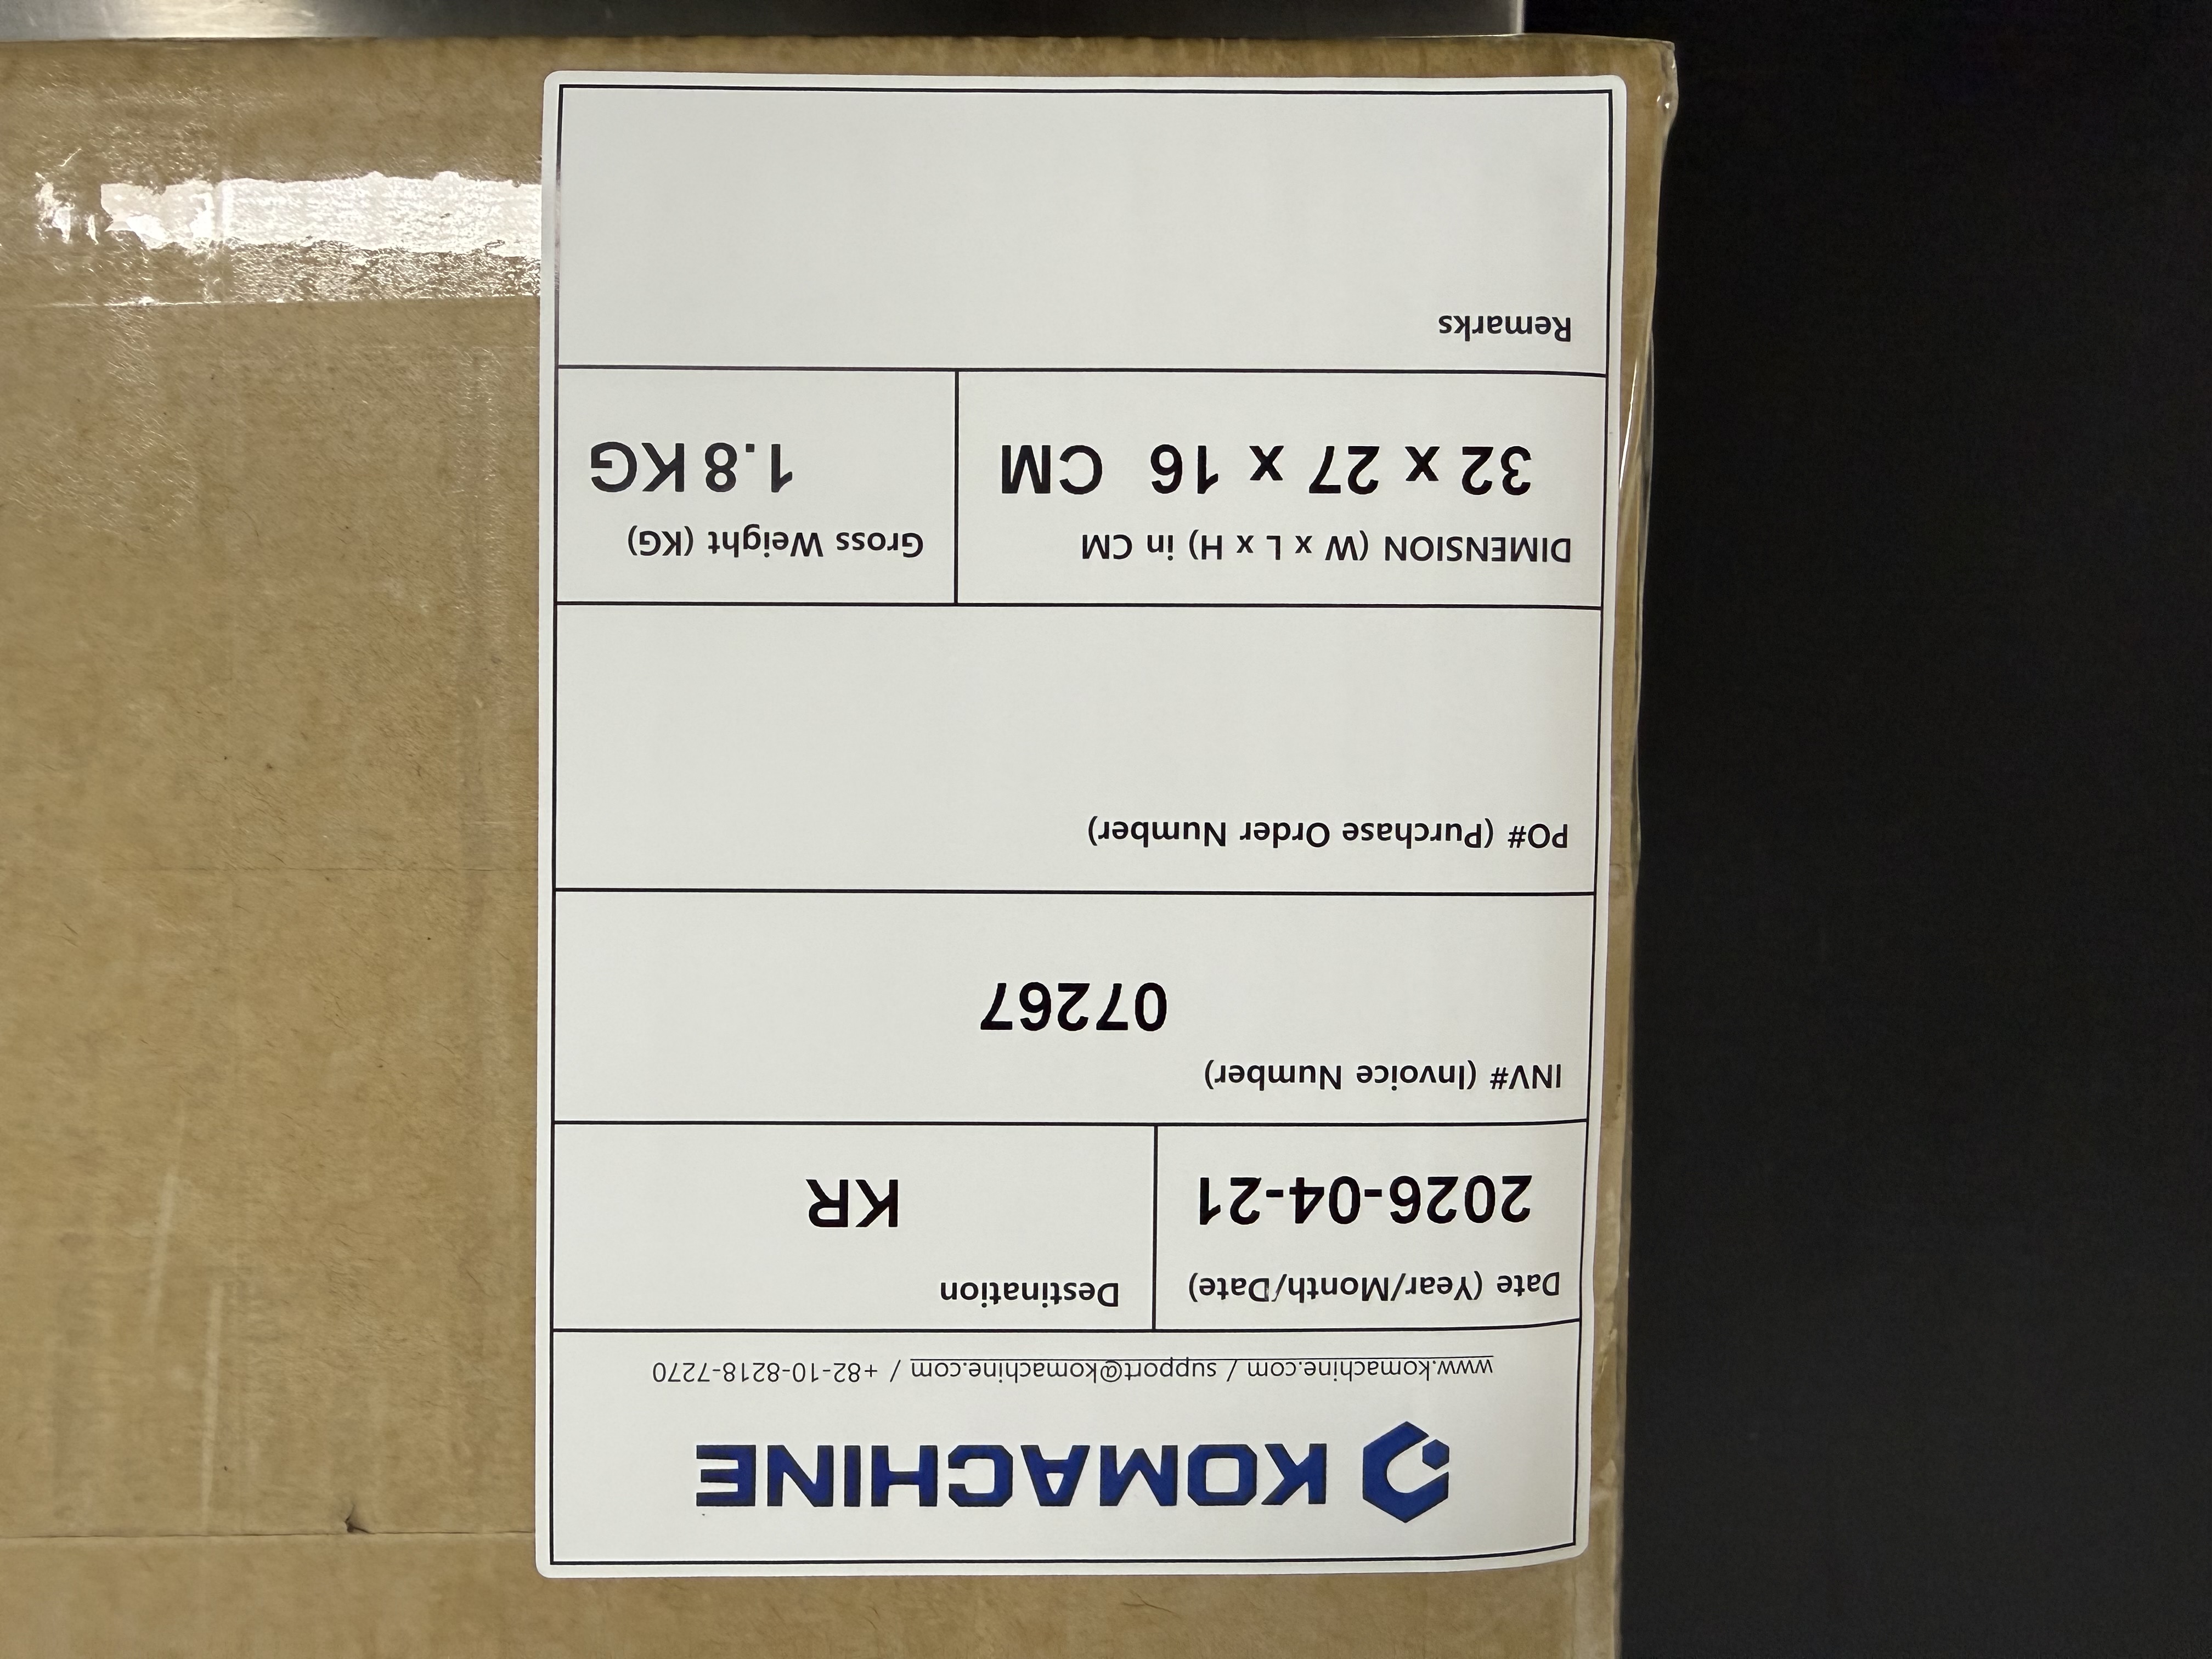 KOMACHINE
www.komachine.com / support@komachine.com / +82-10-8218-7270
Date (Year/Month/Date)
2026-04-21
Destination
KR
INV# (Invoice Number)
07267
PO# (Purchase Order Number)
DIMENSION (W x L x H) in CM
32 x 27 x 16 CM
Gross Weight (KG)
1.8 KG
Remarks